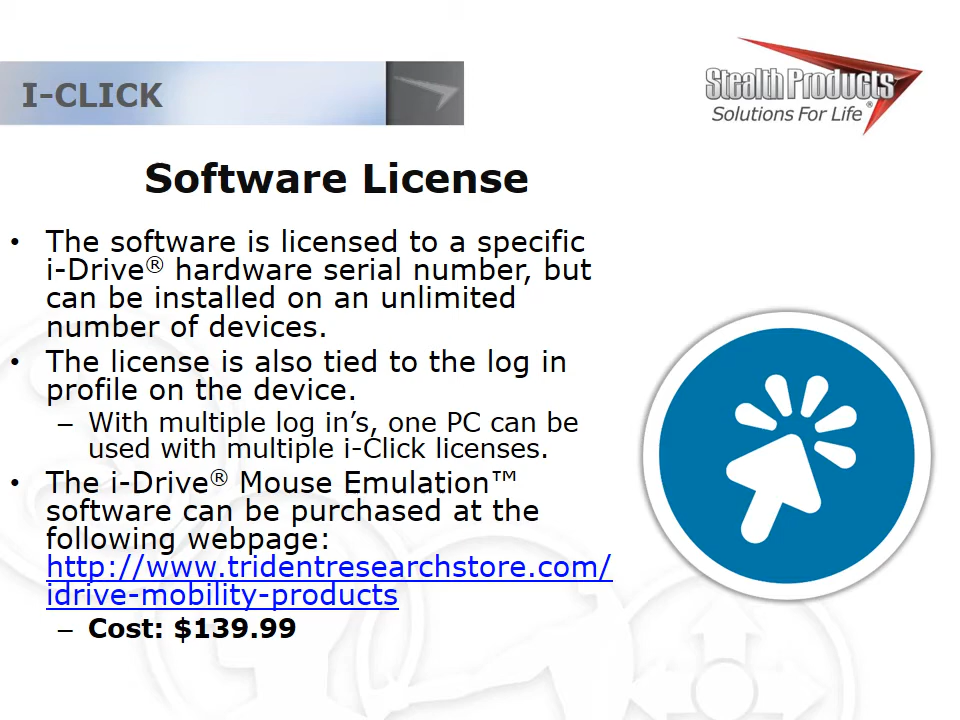 I-CLICK
Stealth Products®
Solutions For Life
Software License
• The software is licensed to a specific
i-Drive® hardware serial number, but
can be installed on an unlimited
number of devices.
• The license is also tied to the log in
profile on the device.
– With multiple log in’s, one PC can be
used with multiple i-Click licenses.
• The i-Drive® Mouse Emulation™
software can be purchased at the
following webpage:
http://www.tridentresearchstore.com/
idrive-mobility-products
– Cost: $139.99